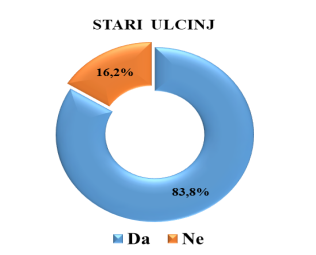 STARI ULCINJ
16,2%
83,8%
Da Ne